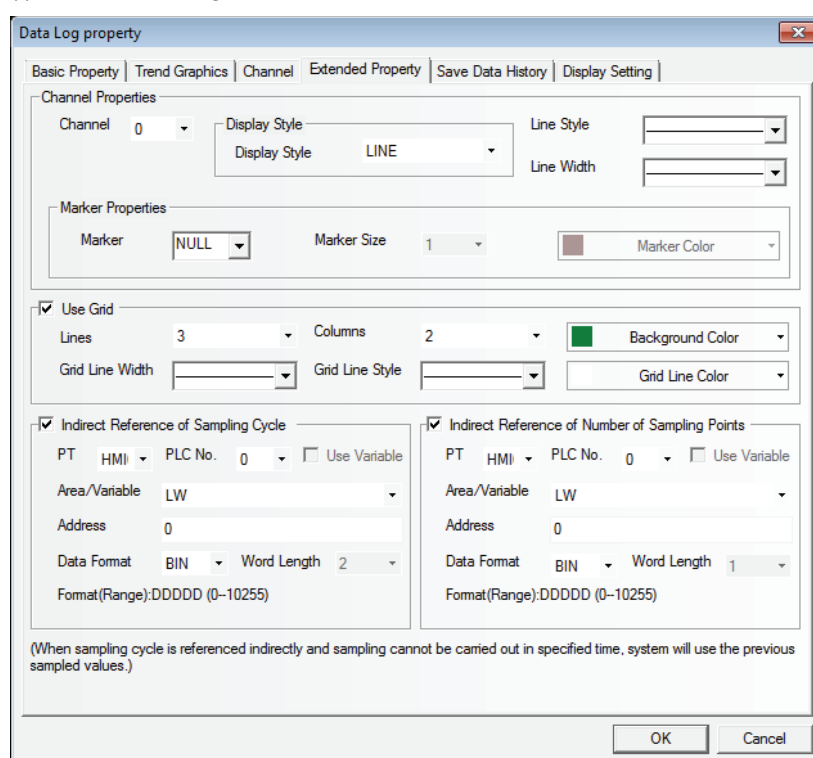 Data Log property
Basic Property Trend Graphics Channel Extended Property Save Data History Display Setting
Channel Properties
Channel 0 Display Style Line Style
Display Style LINE
Line Width
Marker Properties
Marker NULL Marker Size 1 Marker Color
Use Grid
Lines 3 Columns 2 Background Color
Grid Line Width Grid Line Style Grid Line Color
Indirect Reference of Sampling Cycle Indirect Reference of Number of Sampling Points
PT HMI PLC No. 0 Use Variable PT HMI PLC No. 0 Use Variable
Area/Variable LW Area/Variable LW
Address 0 Address 0
Data Format BIN Word Length 2 Data Format BIN Word Length 1
Format(Range):DDDDD (0--10255) Format(Range):DDDDD (0--10255)
(When sampling cycle is referenced indirectly and sampling cannot be carried out in specified time, system will use the previous
sampled values.)
OK Cancel